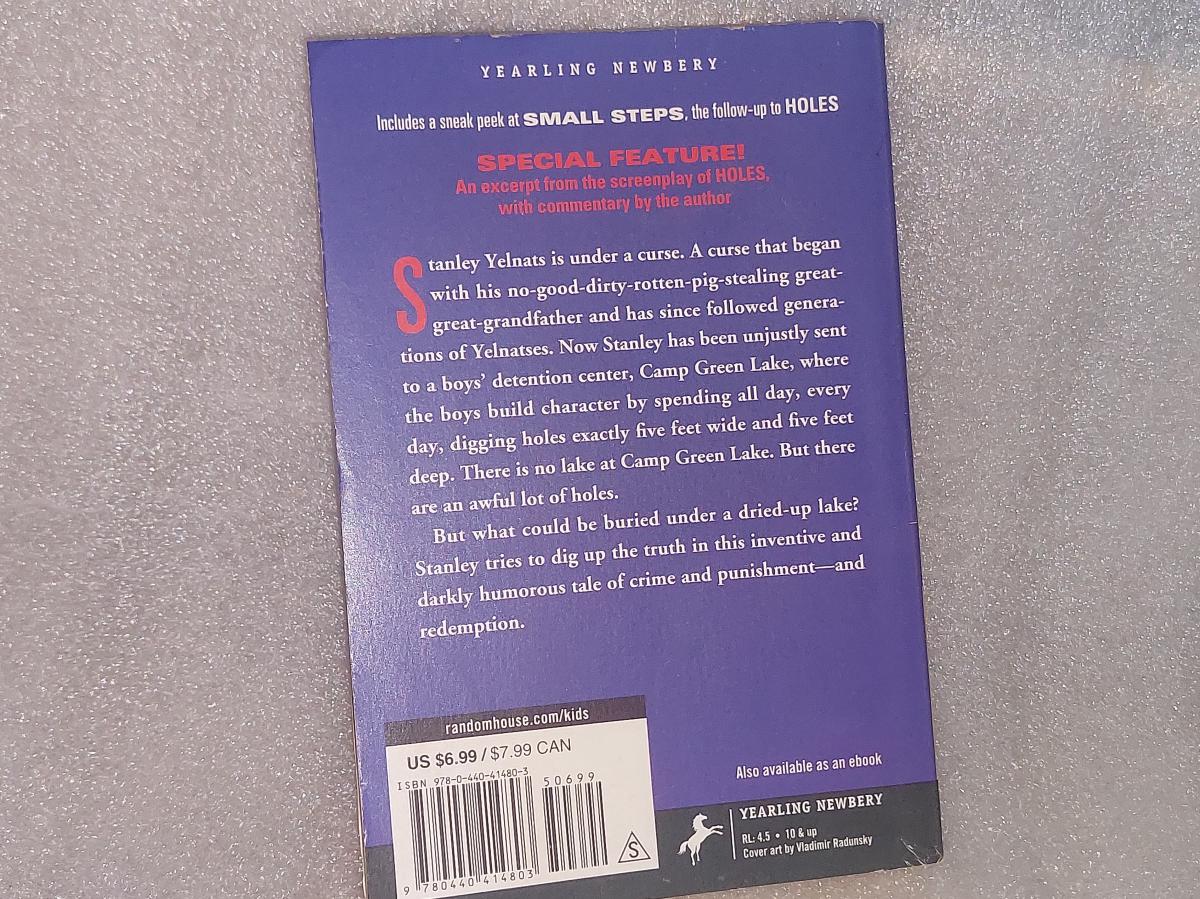 YEARLING NEWBERY
Includes a sneak peek at SMALL STEPS, the follow-up to HOLES
SPECIAL FEATURE!
An excerpt from the screenplay of HOLES,
with commentary by the author
Stanley Yelnats is under a curse. A curse that began
with his no-good-dirty-rotten-pig-stealing great-
great-grandfather and has since followed genera-
tions of Yelnatses. Now Stanley has been unjustly sent
to a boys’ detention center, Camp Green Lake, where
the boys build character by spending all day, every
day, digging holes exactly five feet wide and five feet
deep. There is no lake at Camp Green Lake. But there
are an awful lot of holes.
But what could be buried under a dried-up lake?
Stanley tries to dig up the truth in this inventive and
darkly humorous tale of crime and punishment—and
redemption.
randomhouse.com/kids
US $6.99 / $7.99 CAN
ISBN 978-0-440-41480-3
50699
9 780440 414803
S
Also available as an ebook
YEARLING NEWBERY
RL: 4.5 • 10 & up
Cover art by Vladimir Radunsky